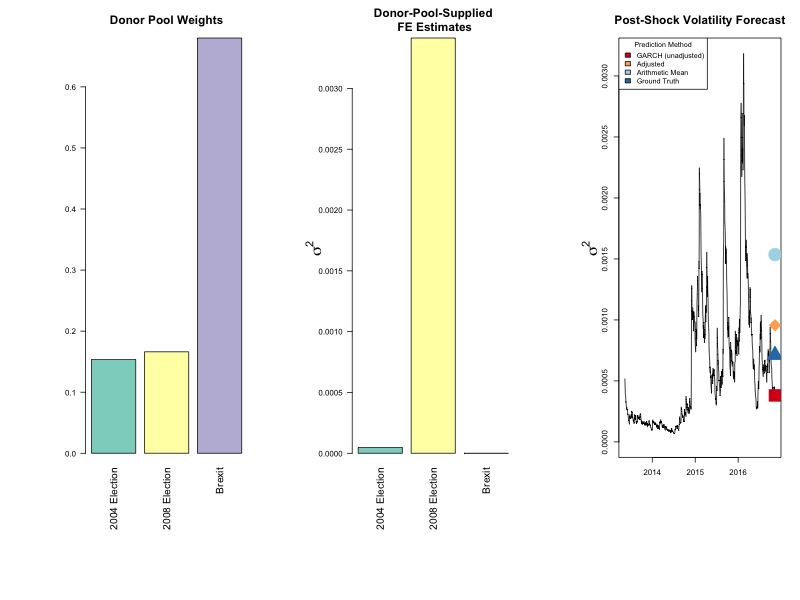 Donor Pool Weights
0.6
0.5
0.4
0.3
0.2
0.1
0.0
2004 Election
2008 Election
Brexit
Donor-Pool-Supplied
FE Estimates
σ²
0.0030
0.0025
0.0020
0.0015
0.0010
0.0005
0.0000
2004 Election
2008 Election
Brexit
Post-Shock Volatility Forecast
Prediction Method
GARCH (unadjusted)
Adjusted
Arithmetic Mean
Ground Truth
σ²
0.0030
0.0025
0.0020
0.0015
0.0010
0.0005
0.0000
2014
2015
2016